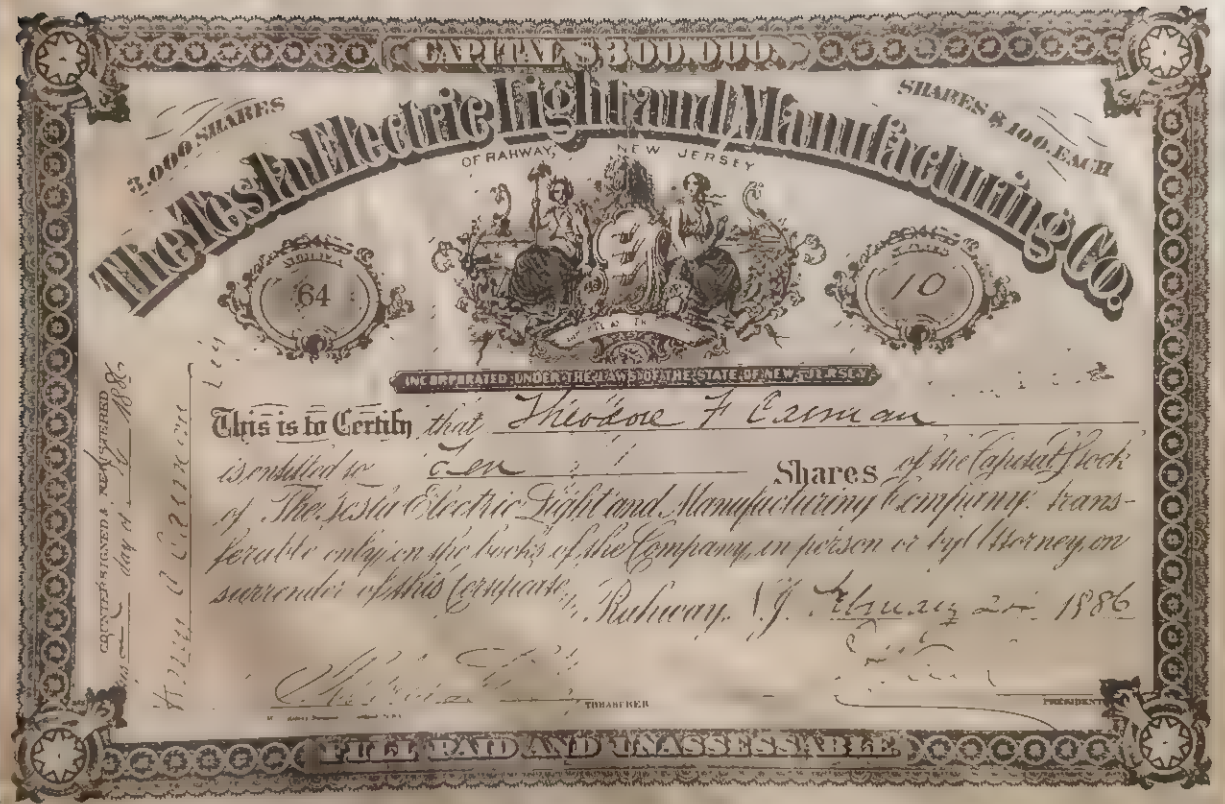 CAPITAL $300,000.
3,000 SHARES
SHARES $100. EACH
The Tesla Electric Light and Manufacturing Co.
OF RAHWAY, NEW JERSEY
64
10
INCORPORATED UNDER THE LAWS OF THE STATE OF NEW JERSEY
This is to Certify that Theodore F
is entitled to Ten Shares of the Capital Stock
of The Tesla Electric Light and Manufacturing Company. trans-
ferable only on the books of the Company, in person or by Attorney, on
surrender of this Certificate.
Rahway. N.J. February 1886
TREASURER
PRESIDENT
COUNTERSIGNED & REGISTERED
day of 1886
FULL PAID AND UNASSESSABLE